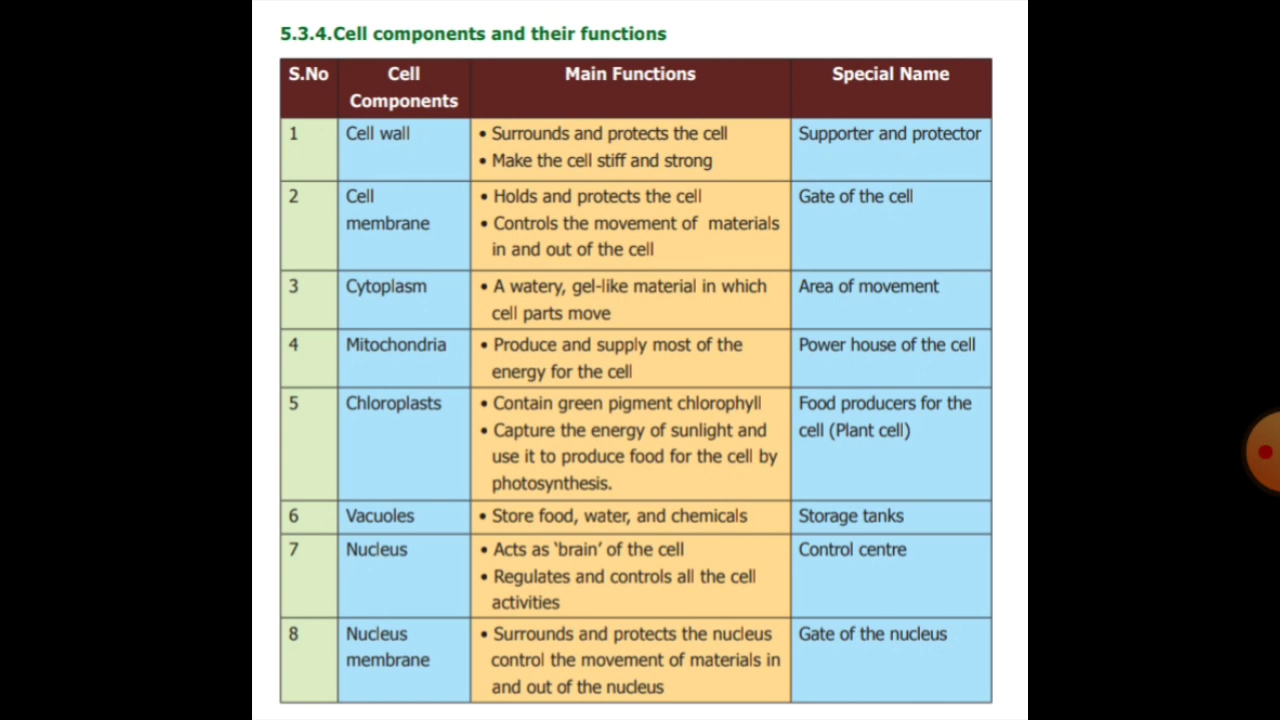 5.3.4.Cell components and their functions
S.No Cell Components Main Functions Special Name
1 Cell wall • Surrounds and protects the cell Supporter and protector
• Make the cell stiff and strong
2 Cell • Holds and protects the cell Gate of the cell
membrane • Controls the movement of materials
in and out of the cell
3 Cytoplasm • A watery, gel-like material in which Area of movement
cell parts move
4 Mitochondria • Produce and supply most of the Power house of the cell
energy for the cell
5 Chloroplasts • Contain green pigment chlorophyll Food producers for the
• Capture the energy of sunlight and cell (Plant cell)
use it to produce food for the cell by
photosynthesis.
6 Vacuoles • Store food, water, and chemicals Storage tanks
7 Nucleus • Acts as ‘brain’ of the cell Control centre
• Regulates and controls all the cell
activities
8 Nucleus • Surrounds and protects the nucleus Gate of the nucleus
membrane control the movement of materials in
and out of the nucleus